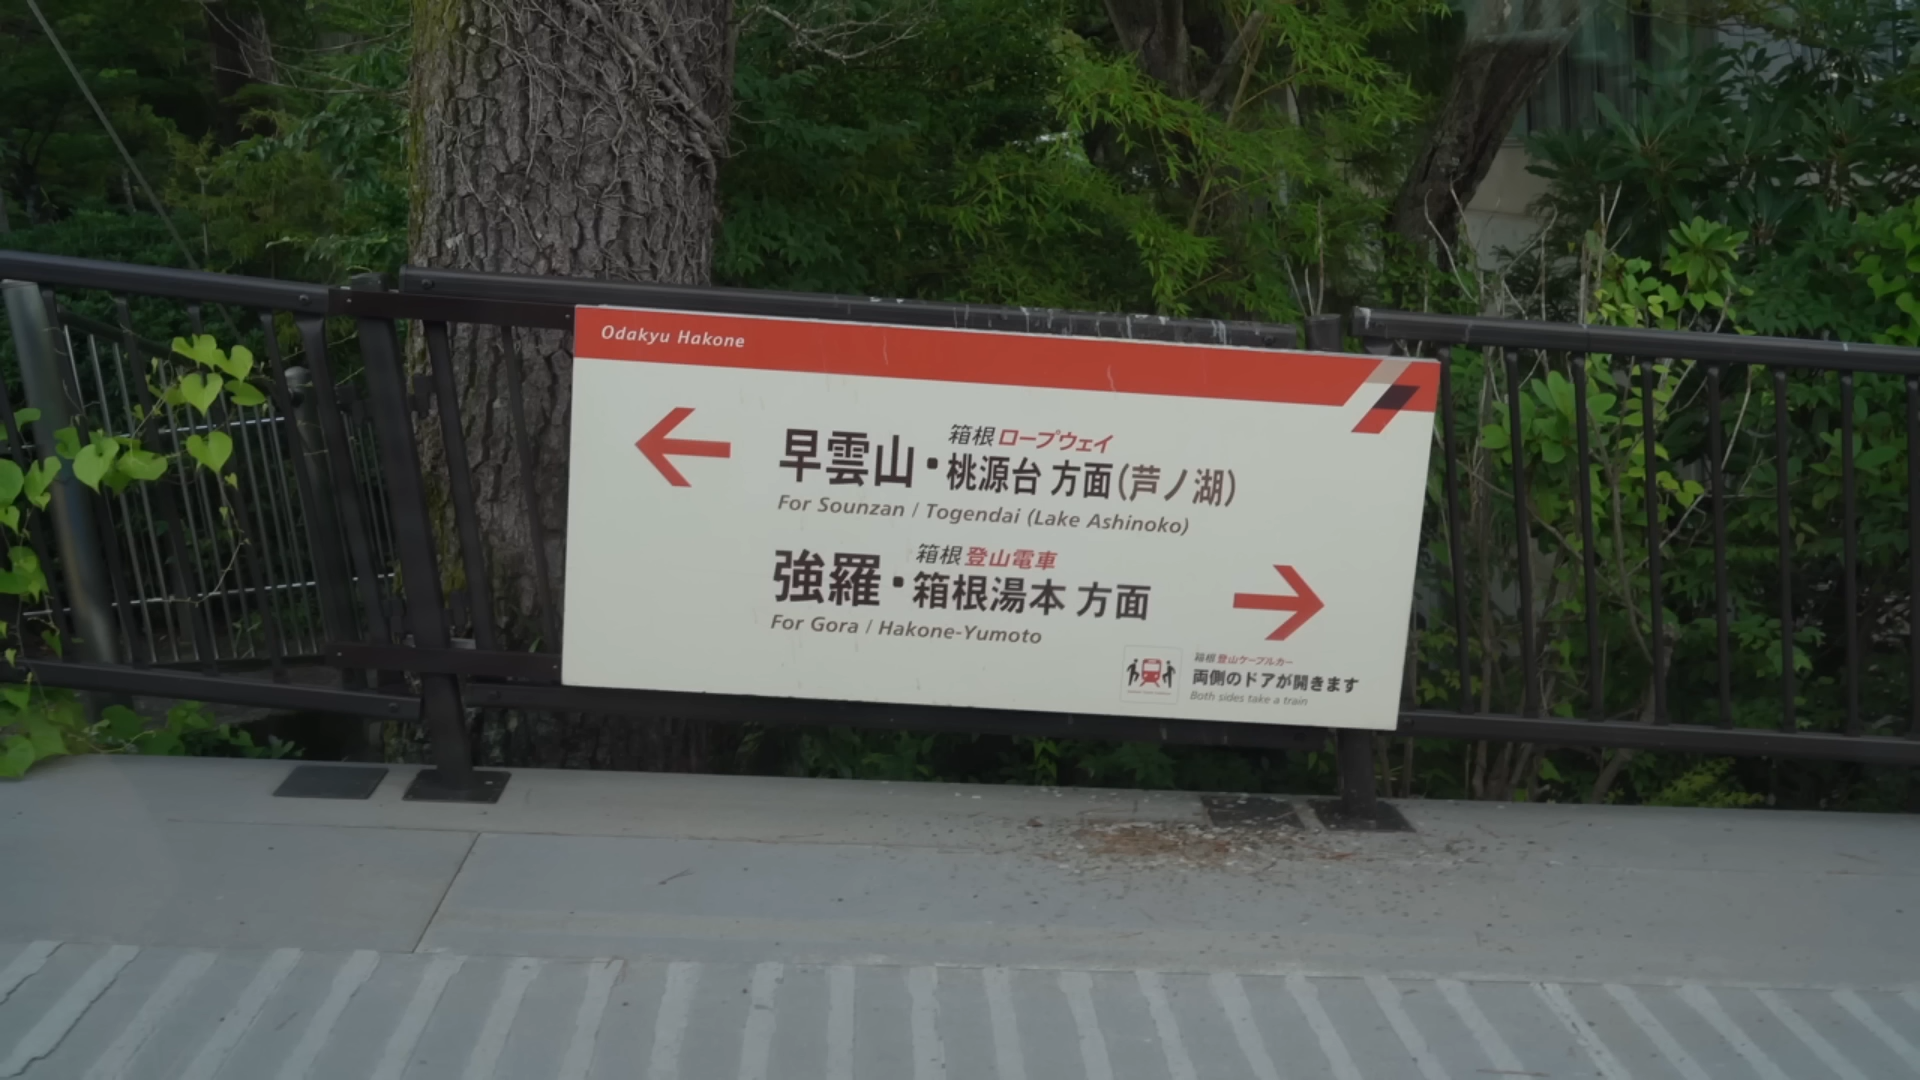 Odakyu Hakone
箱根ロープウェイ
早雲山・桃源台 方面(芦ノ湖)
For Sounzan / Togendai (Lake Ashinoko)
箱根登山電車
強羅・箱根湯本 方面
For Gora / Hakone-Yumoto
箱根登山ケーブルカー
両側のドアが開きます
Both sides take a train